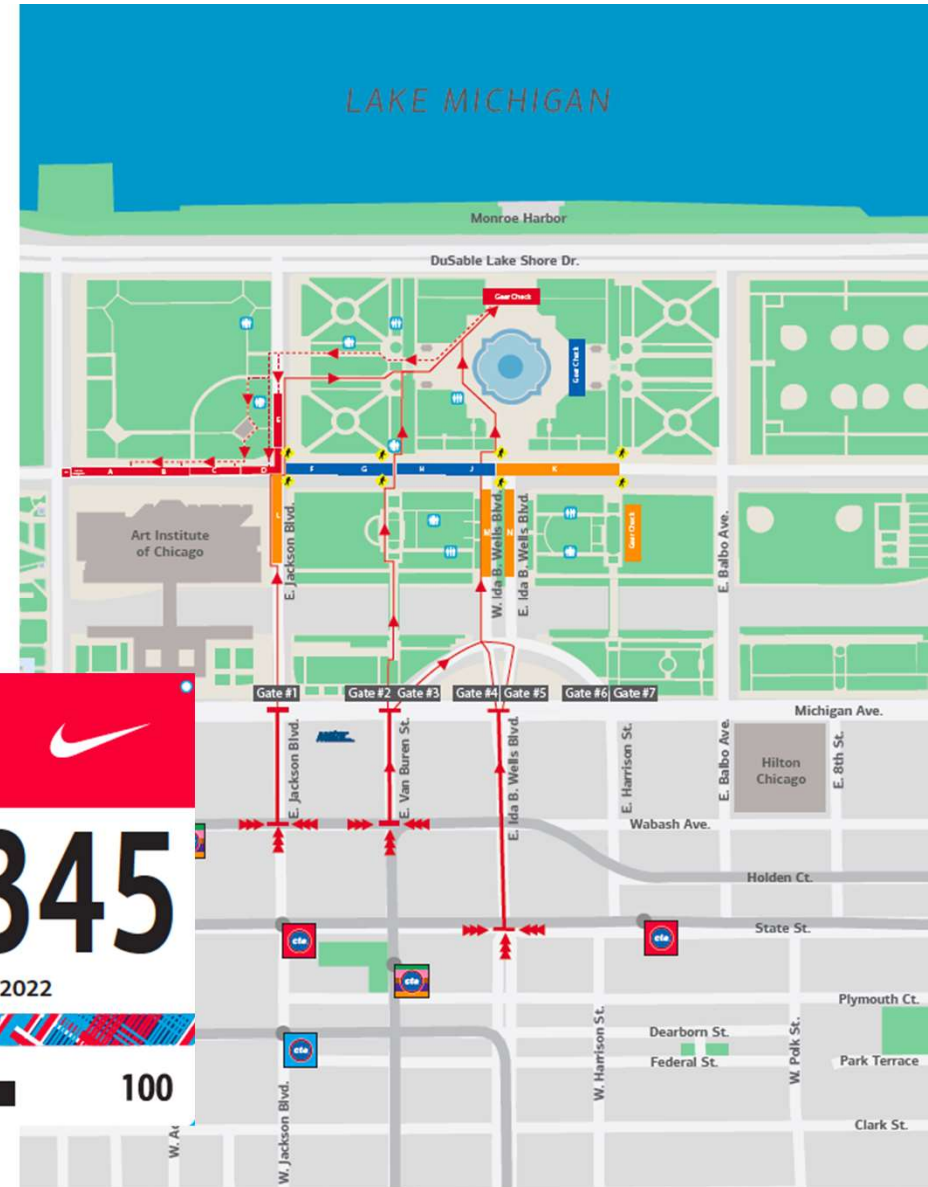 LAKE MICHIGAN
Monroe Harbor
DuSable Lake Shore Dr.
Gear Check
Gear Check
E
A B C D
F G H J
K
Art Institute
of Chicago
L
E. Jackson Blvd.
M
W. Ida B. Wells Blvd.
N
E. Ida B. Wells Blvd.
Gear Check
E. Balbo Ave.
Gate #1
Gate #2
Gate #3
Gate #4
Gate #5
Gate #6
Gate #7
Michigan Ave.
E. Jackson Blvd.
E. Van Buren St.
E. Ida B. Wells Blvd.
E. Harrison St.
E. Balbo Ave.
Hilton
Chicago
E. 8th St.
Wabash Ave.
Holden Ct.
345
cta
cta
State St.
cta
2022
Plymouth Ct.
cta
Dearborn St.
Federal St.
W. Harrison St.
W. Polk St.
Park Terrace
100
W. Jackson Blvd.
Clark St.